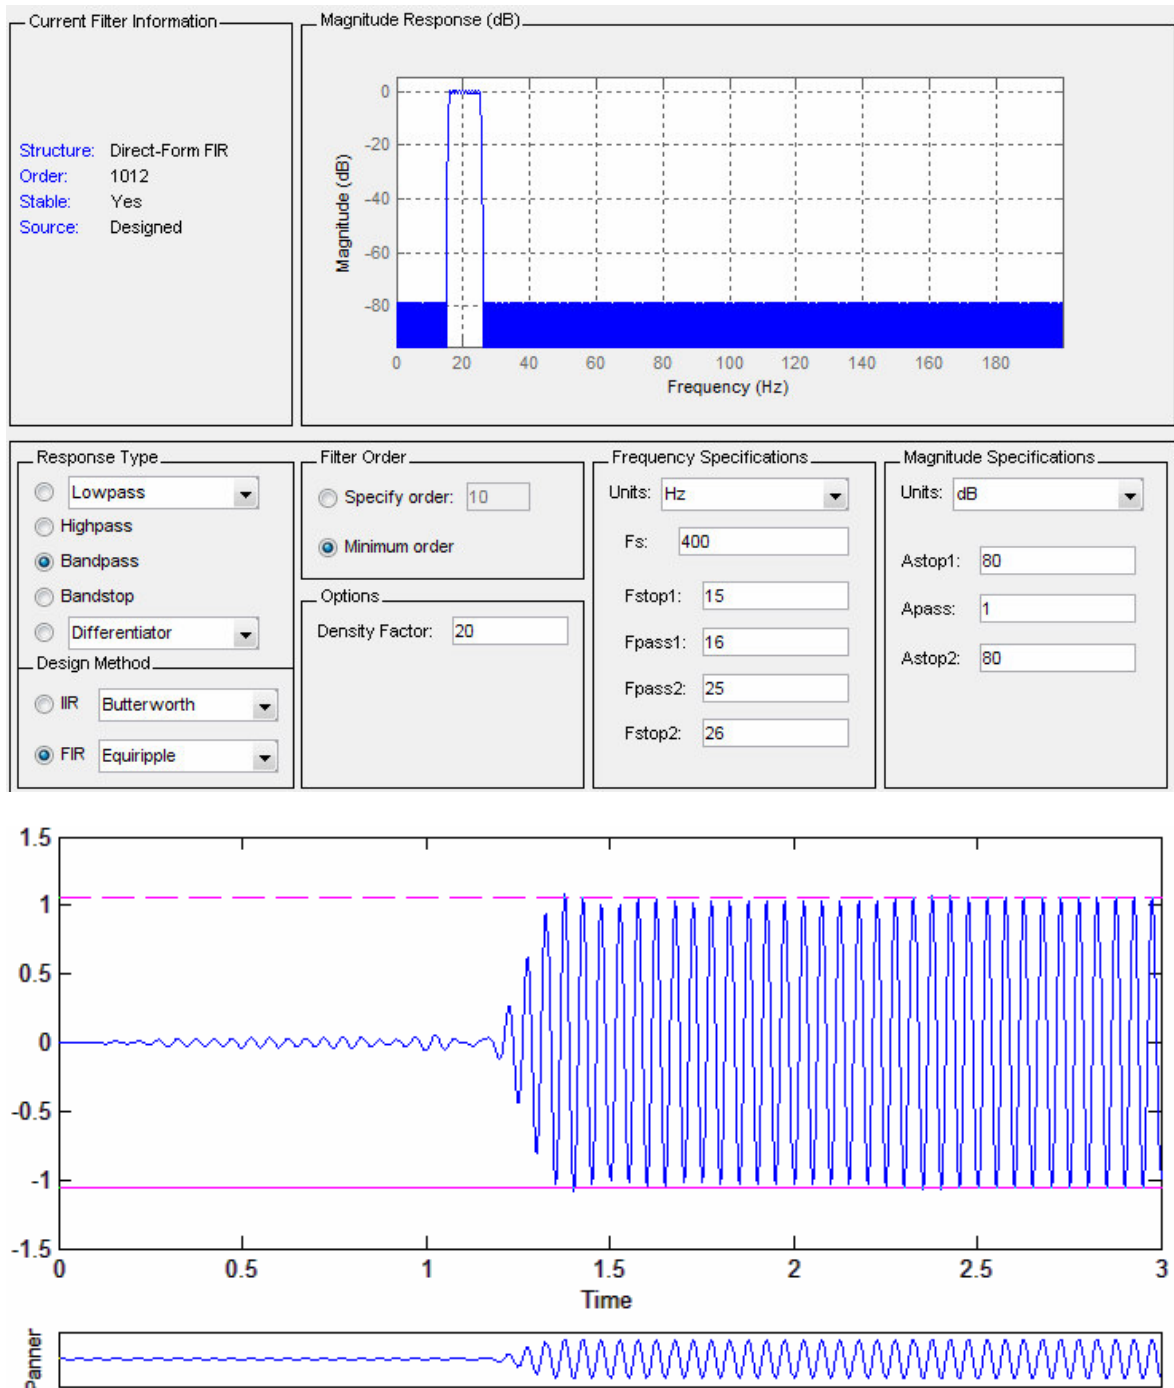 Current Filter Information
Structure: Direct-Form FIR
Order: 1012
Stable: Yes
Source: Designed
Magnitude Response (dB)
0
-20
-40
-60
-80
Magnitude (dB)
0 20 40 60 80 100 120 140 160 180
Frequency (Hz)
Response Type
Lowpass
Highpass
Bandpass
Bandstop
Differentiator
Design Method
IIR Butterworth
FIR Equiripple
Filter Order
Specify order: 10
Minimum order
Options
Density Factor: 20
Frequency Specifications
Units: Hz
Fs: 400
Fstop1: 15
Fpass1: 16
Fpass2: 25
Fstop2: 26
Magnitude Specifications
Units: dB
Astop1: 80
Apass: 1
Astop2: 80
1.5
1
0.5
0
-0.5
-1
-1.5
0 0.5 1 1.5 2 2.5 3
Time
Panner